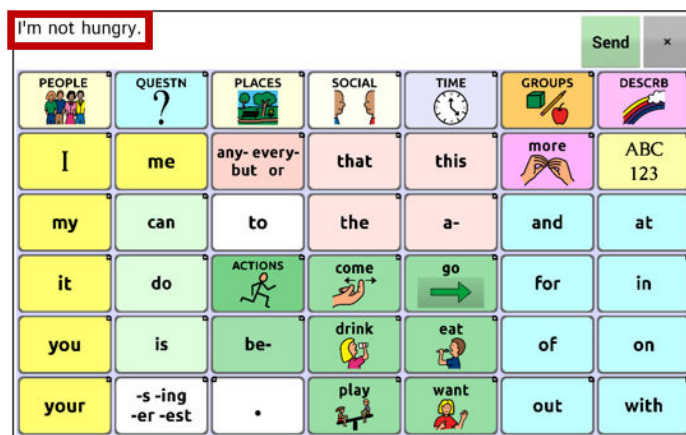 I'm not hungry.
Send ×
PEOPLE QUESTN PLACES SOCIAL TIME GROUPS DESCRB
?
I me any- every- that this more ABC
but or 123
my can to the a- and at
it do ACTIONS come go for in
you is be- drink eat of on
your -s -ing . play want out with
-er -est